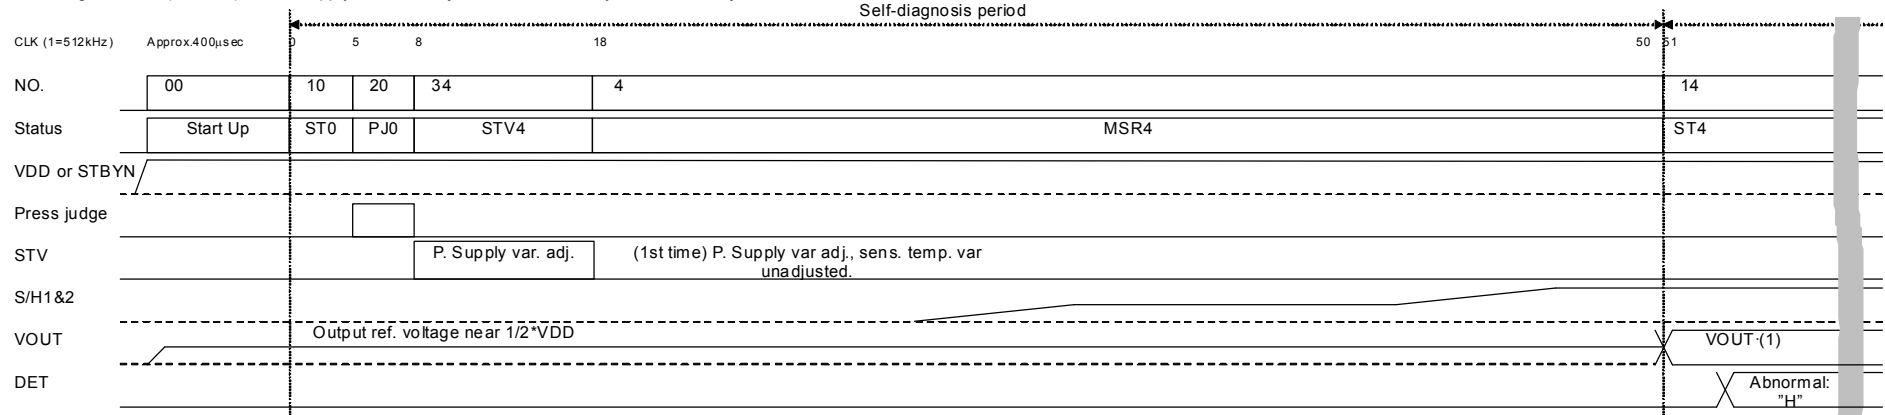 Self-diagnosis period
CLK (1=512kHz) Approx.400μsec 0 5 8 18 50 51
NO. 00 10 20 34 4 14
Status Start Up ST0 PJ0 STV4 MSR4 ST4
VDD or STBYN
Press judge
STV P. Supply var. adj. (1st time) P. Supply var adj., sens. temp. var
unadjusted.
S/H1&2
VOUT Output ref. voltage near 1/2*VDD VOUT·(1)
DET Abnormal:
"H"